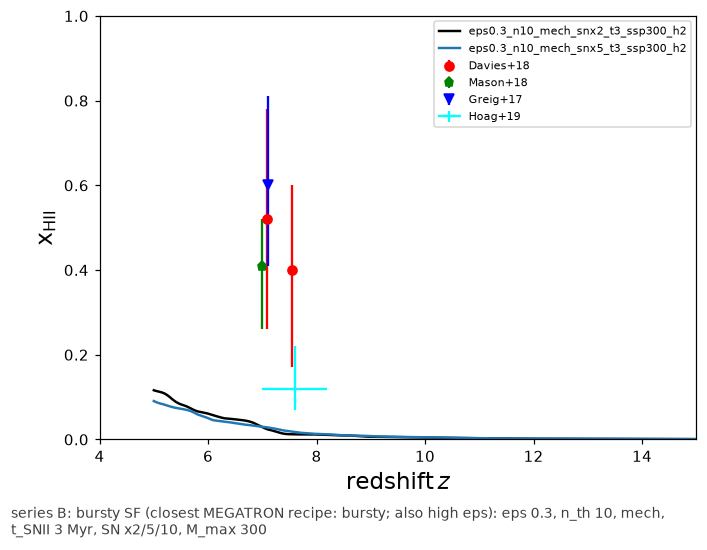 1.0
0.8
0.6
0.4
0.2
0.0
x_HII
eps0.3_n10_mech_snx2_t3_ssp300_h2
eps0.3_n10_mech_snx5_t3_ssp300_h2
Davies+18
Mason+18
Greig+17
Hoag+19
4 6 8 10 12 14
redshift z
series B: bursty SF (closest MEGATRON recipe: bursty; also high eps): eps 0.3, n_th 10, mech,
t_SNII 3 Myr, SN x2/5/10, M_max 300